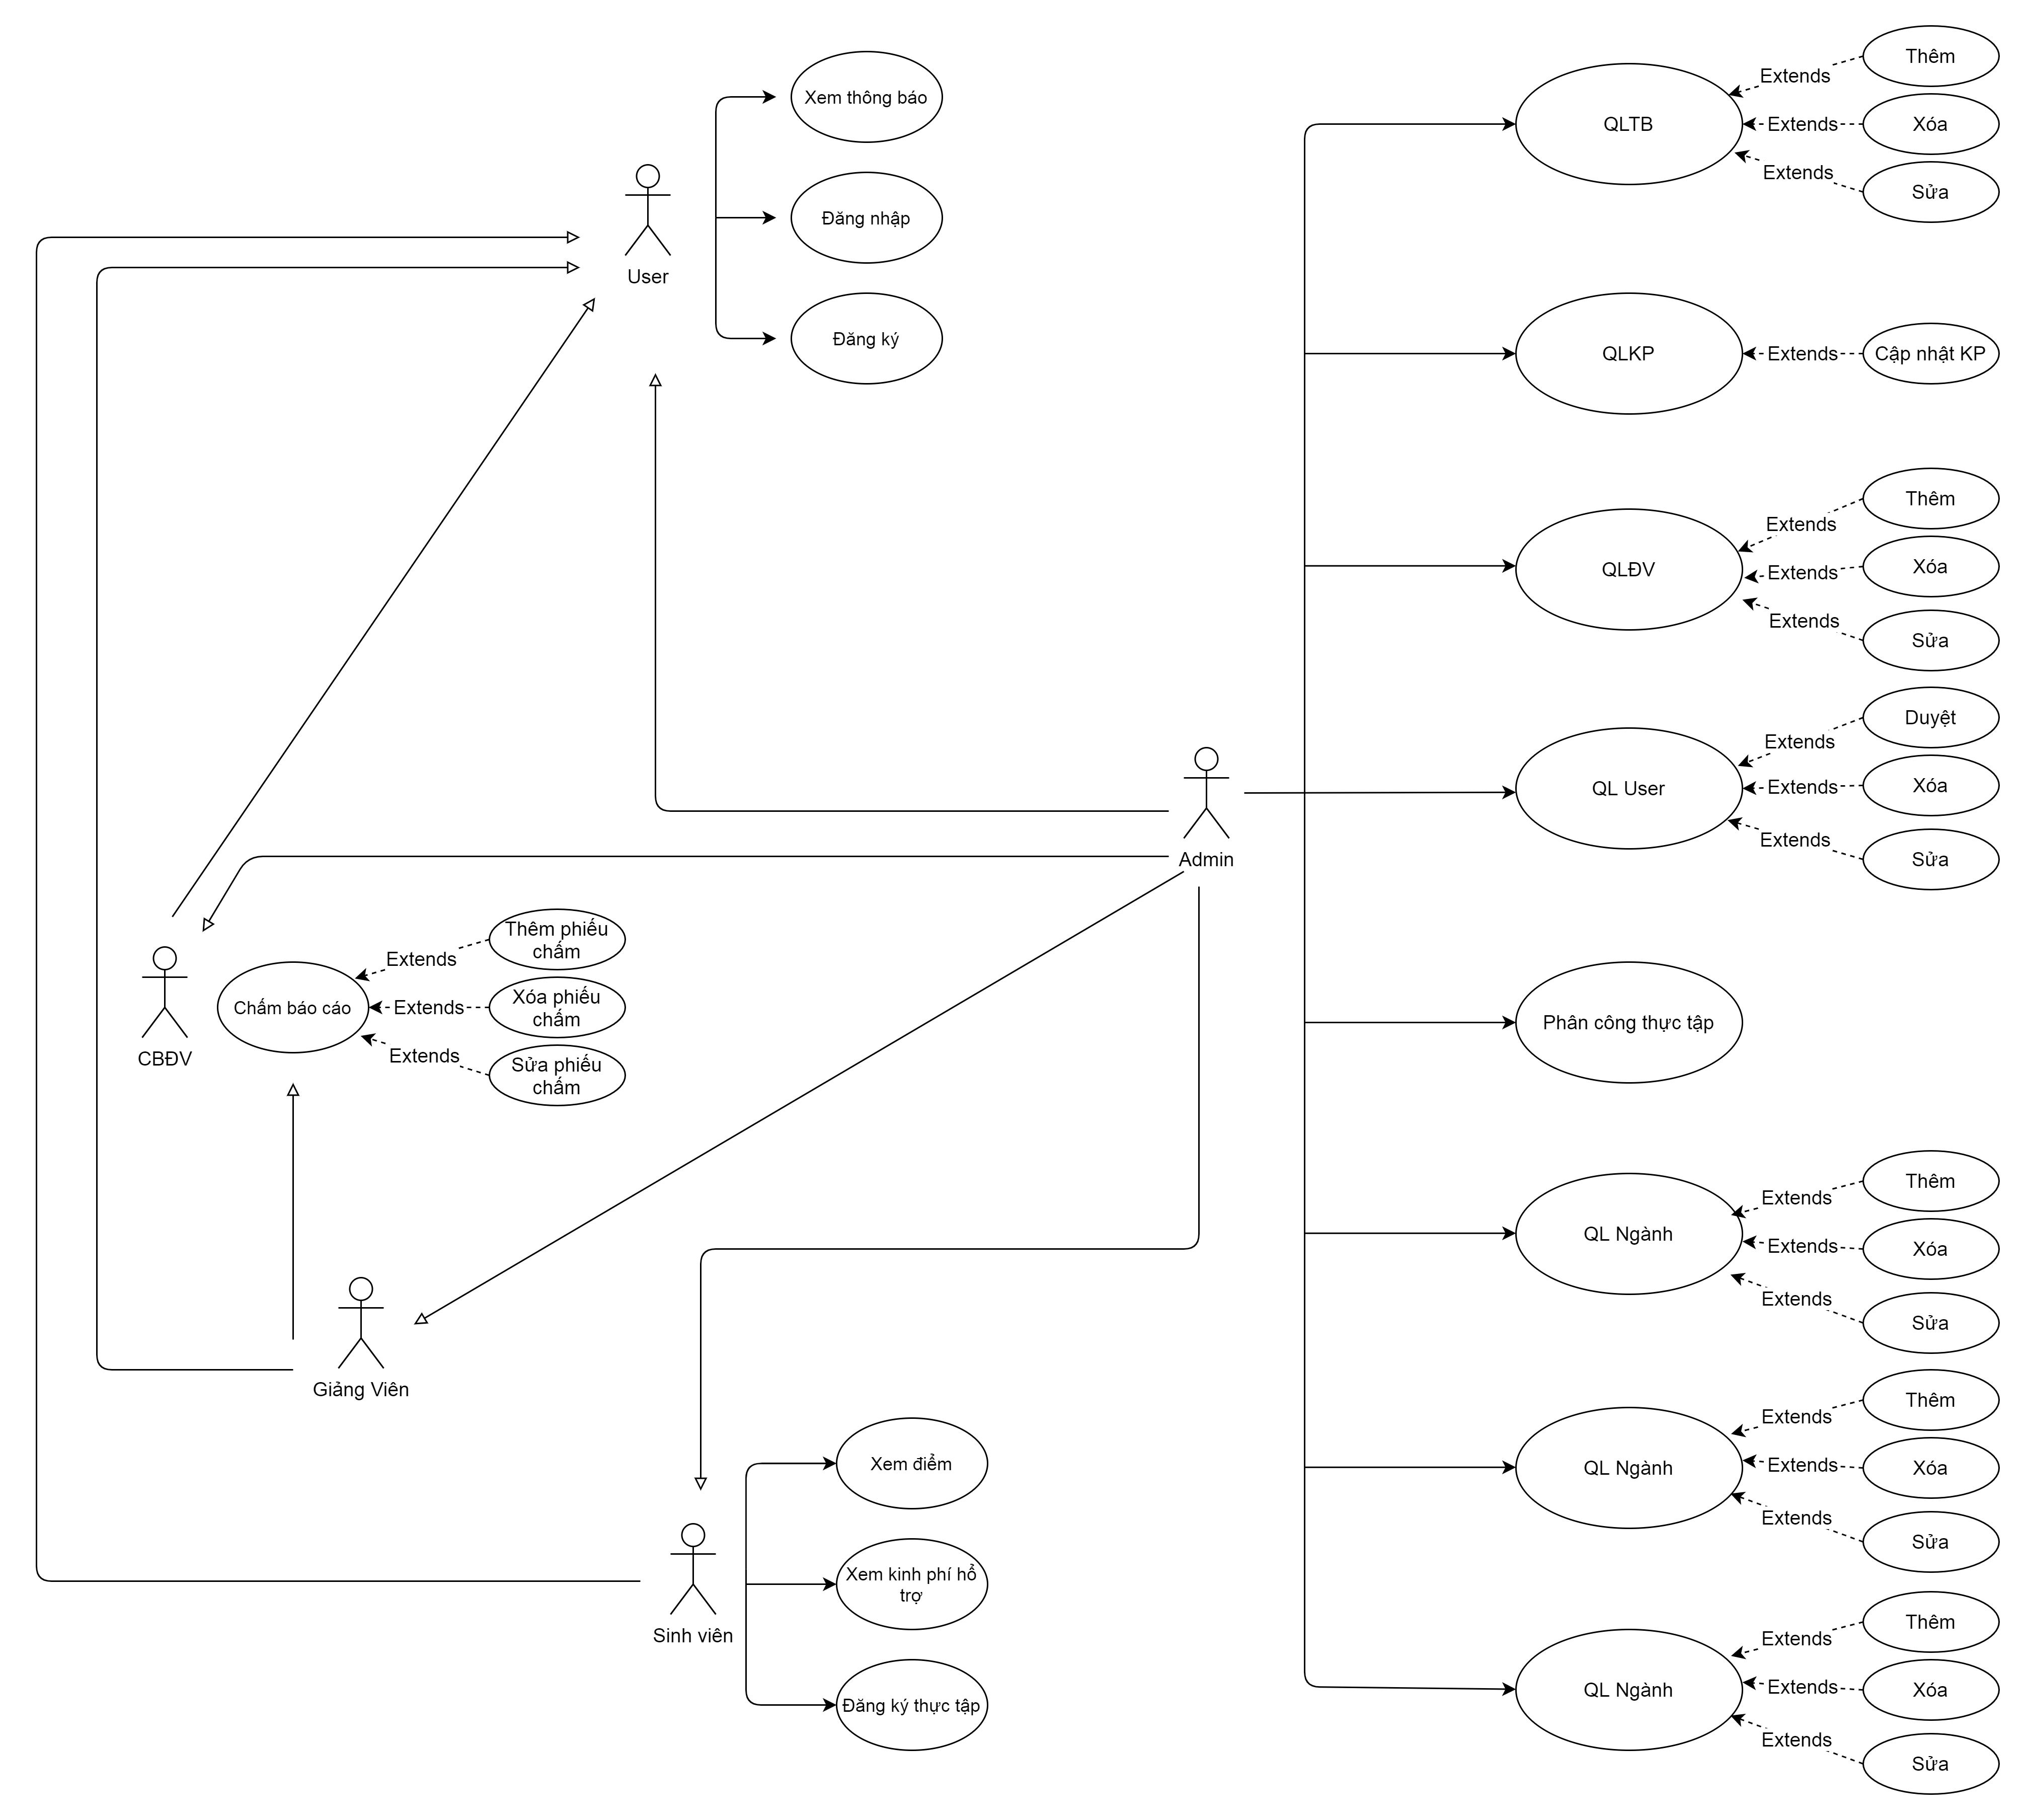 Xem thông báo
Đăng nhập
Đăng ký
User
QLTB
Extends
Thêm
Extends
Xóa
Extends
Sửa
QLKP
Extends
Cập nhật KP
QLĐV
Extends
Thêm
Extends
Xóa
Extends
Sửa
Admin
QL User
Extends
Duyệt
Extends
Xóa
Extends
Sửa
CBĐV
Chấm báo cáo
Extends
Thêm phiếu
chấm
Extends
Xóa phiếu
chấm
Extends
Sửa phiếu
chấm
Phân công thực tập
Giảng Viên
QL Ngành
Extends
Thêm
Extends
Xóa
Extends
Sửa
Sinh viên
Xem điểm
Xem kinh phí hổ
trợ
Đăng ký thực tập
QL Ngành
Extends
Thêm
Extends
Xóa
Extends
Sửa
QL Ngành
Extends
Thêm
Extends
Xóa
Extends
Sửa